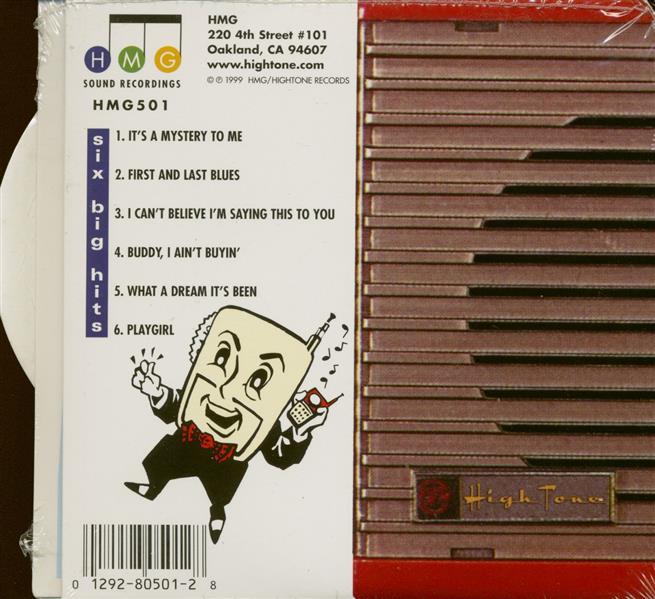 HMG
SOUND RECORDINGS
HMG501
HMG
220 4th Street #101
Oakland, CA 94607
www.hightone.com
© ℗ 1999 HMG/HIGHTONE RECORDS
six big hits
1. IT'S A MYSTERY TO ME
2. FIRST AND LAST BLUES
3. I CAN'T BELIEVE I'M SAYING THIS TO YOU
4. BUDDY, I AIN'T BUYIN'
5. WHAT A DREAM IT'S BEEN
6. PLAYGIRL
HighTone
0 1292-80501-2 8